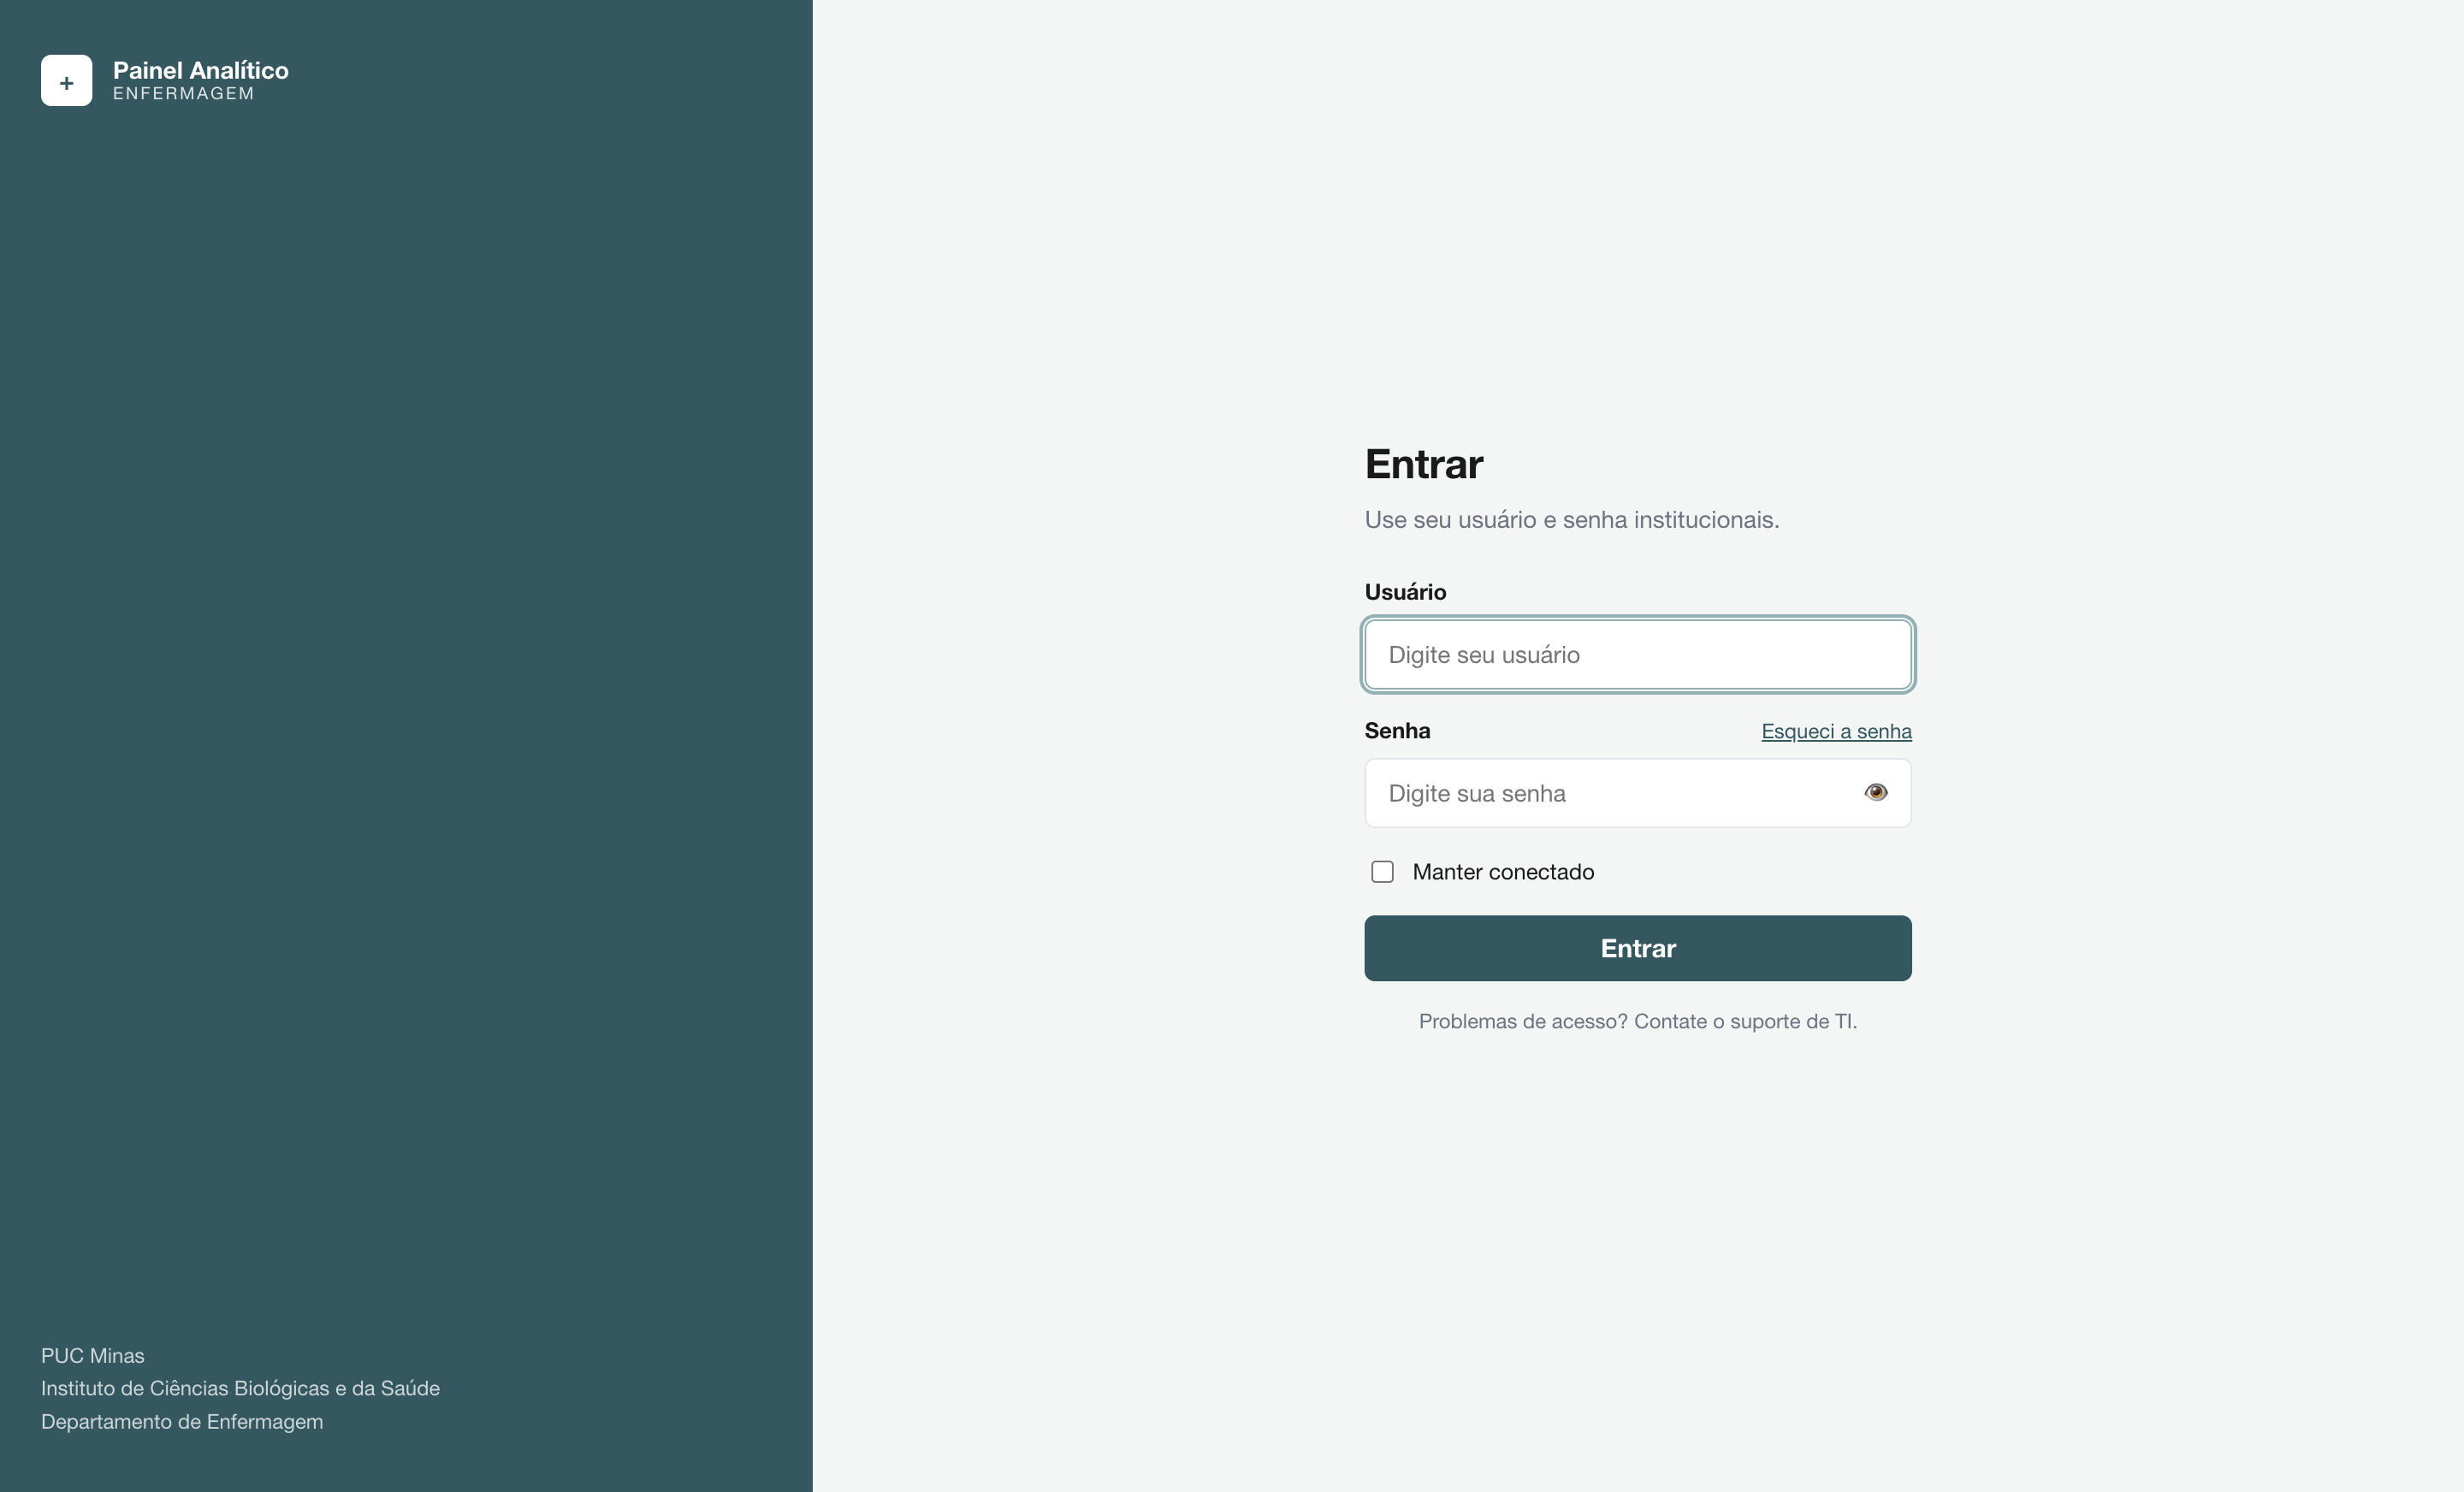 +
Painel Analítico
ENFERMAGEM
Entrar
Use seu usuário e senha institucionais.
Usuário
Digite seu usuário
Senha
Esqueci a senha
Digite sua senha
Manter conectado
Entrar
Problemas de acesso? Contate o suporte de TI.
PUC Minas
Instituto de Ciências Biológicas e da Saúde
Departamento de Enfermagem